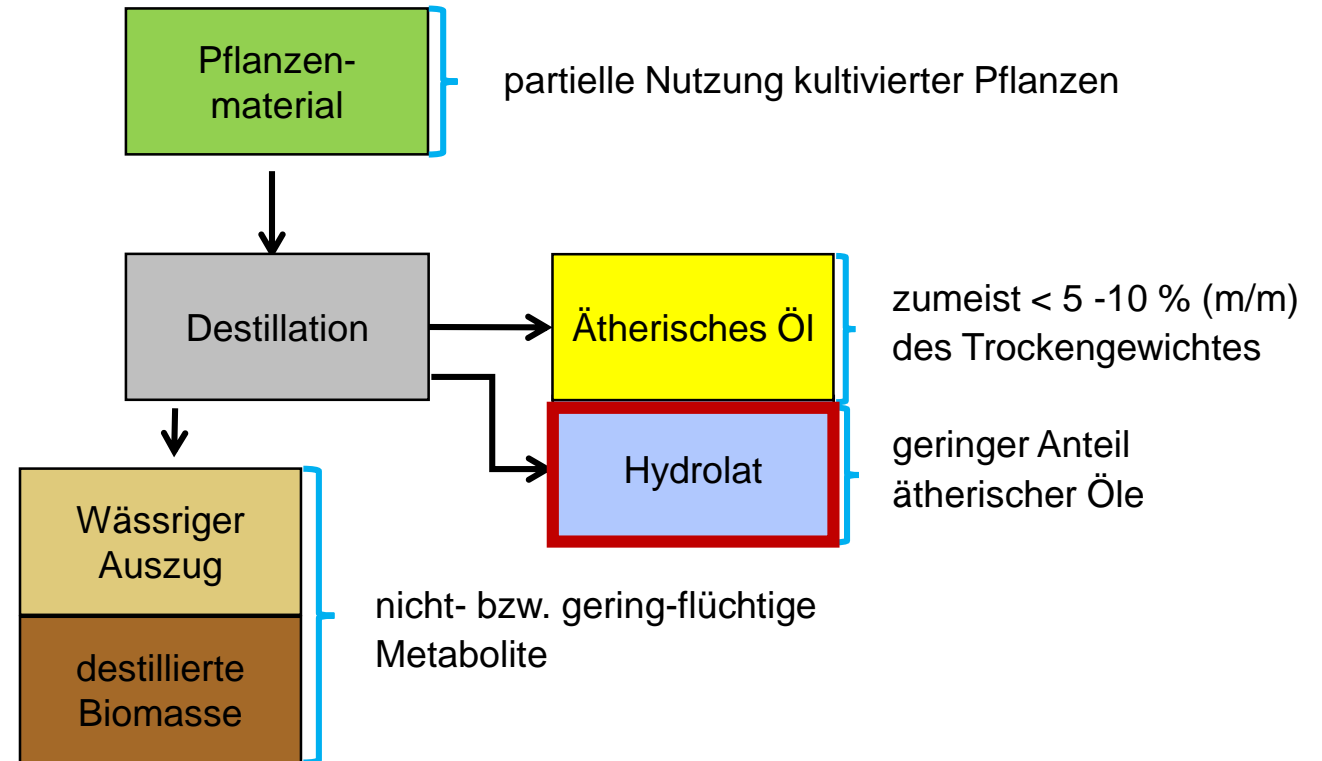 Pflanzen-
material
partielle Nutzung kultivierter Pflanzen
Destillation
Ätherisches Öl
zumeist < 5 -10 % (m/m)
des Trockengewichtes
Hydrolat
geringer Anteil
ätherischer Öle
Wässriger
Auszug
destillierte
Biomasse
nicht- bzw. gering-flüchtige
Metabolite